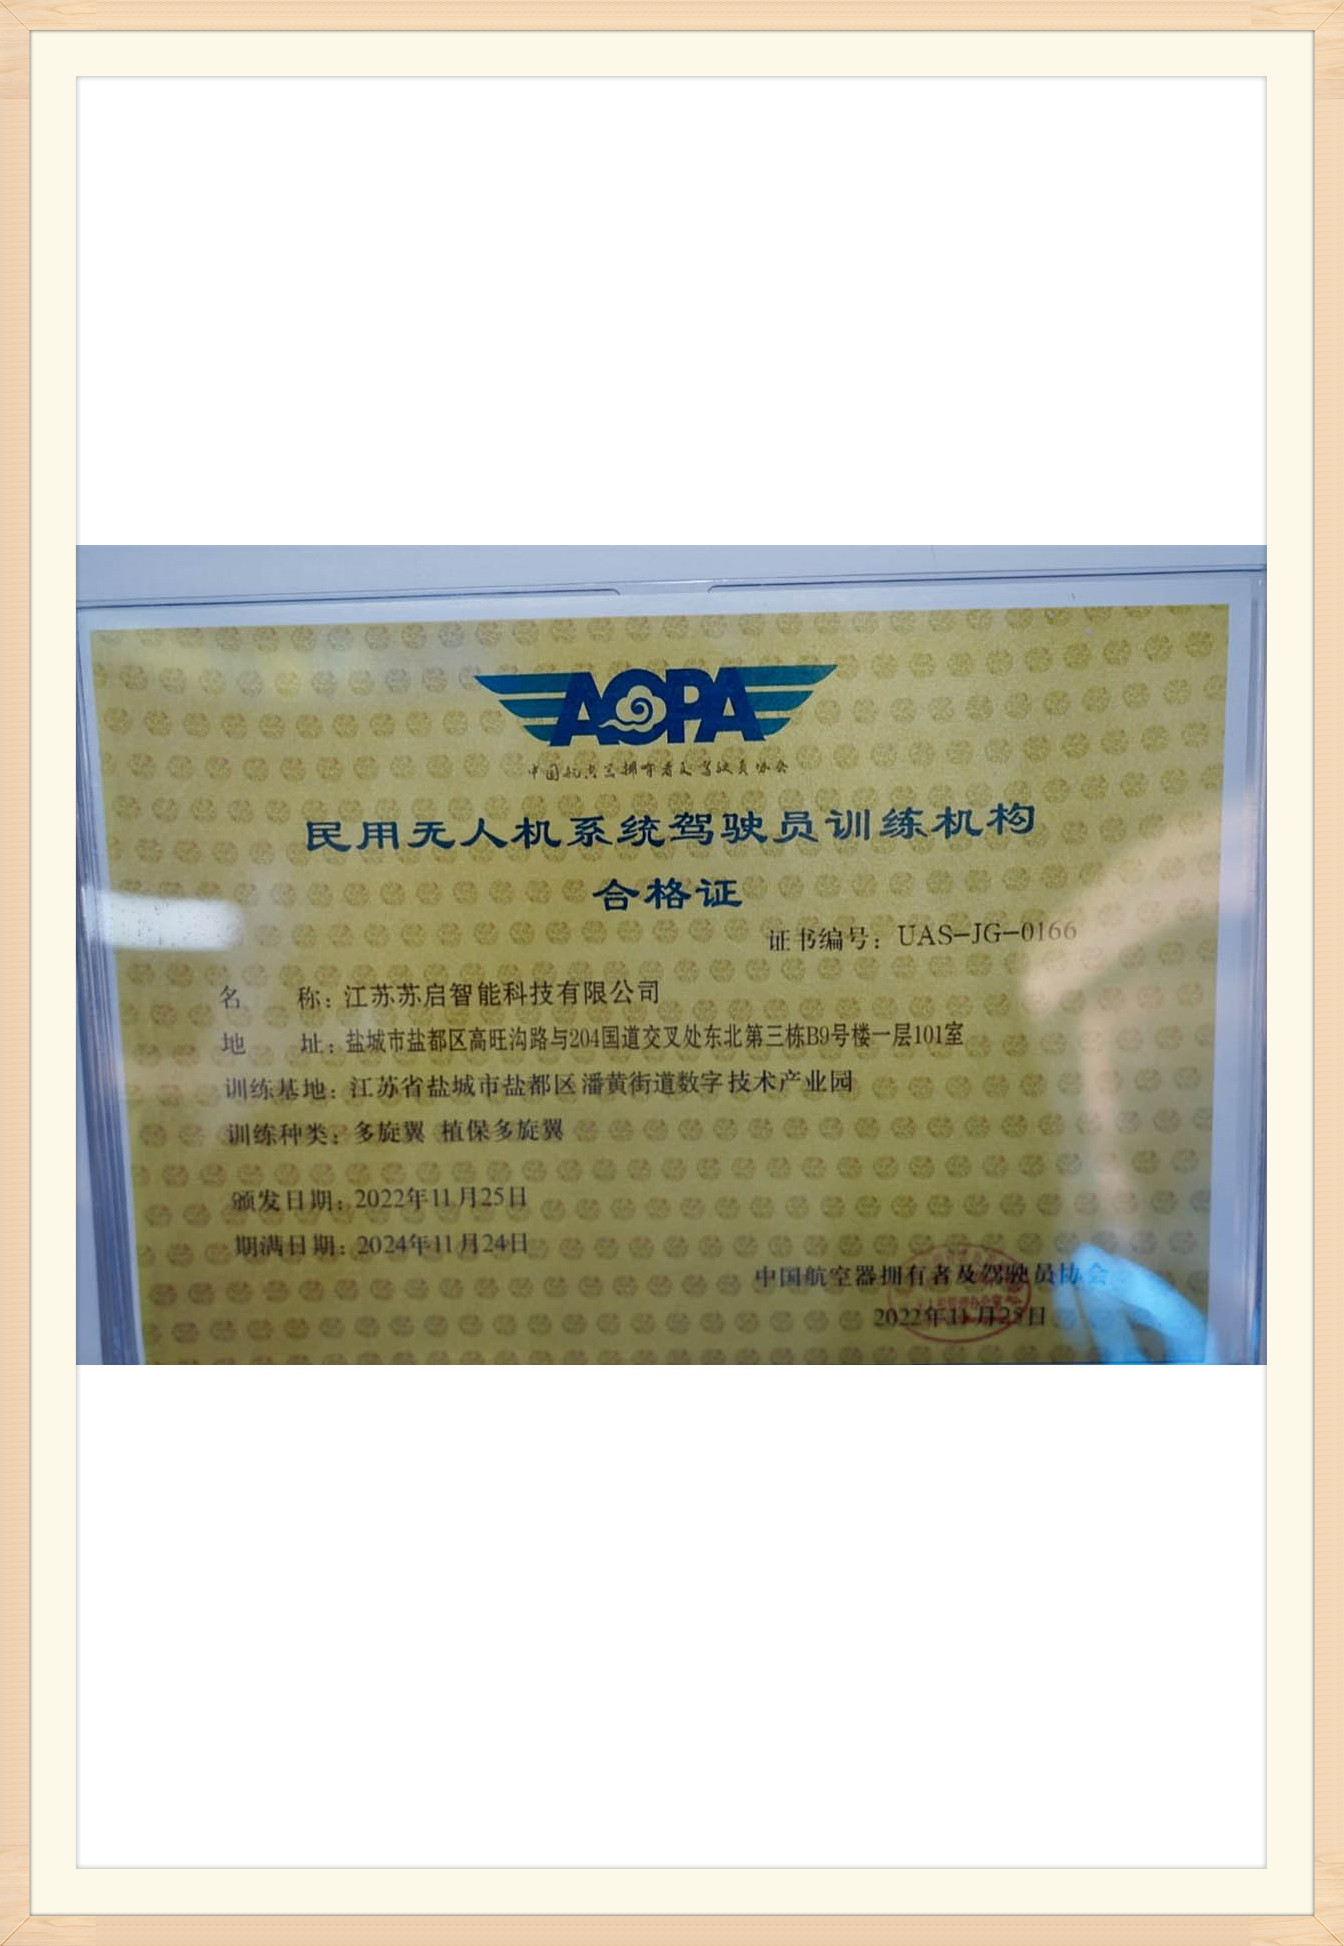 AOPA
中国航空器拥有者及驾驶员协会
民用无人机系统驾驶员训练机构
合格证
证书编号：UAS-JG-0166
名 称：江苏苏启智能科技有限公司
地 址：盐城市盐都区高旺沟路与204国道交叉处东北第三栋B9号楼一层101室
训练基地：江苏省盐城市盐都区潘黄街道数字技术产业园
训练种类：多旋翼 植保多旋翼
颁发日期：2022年11月25日
期满日期：2024年11月24日
中国航空器拥有者及驾驶员协会
2022年11月25日